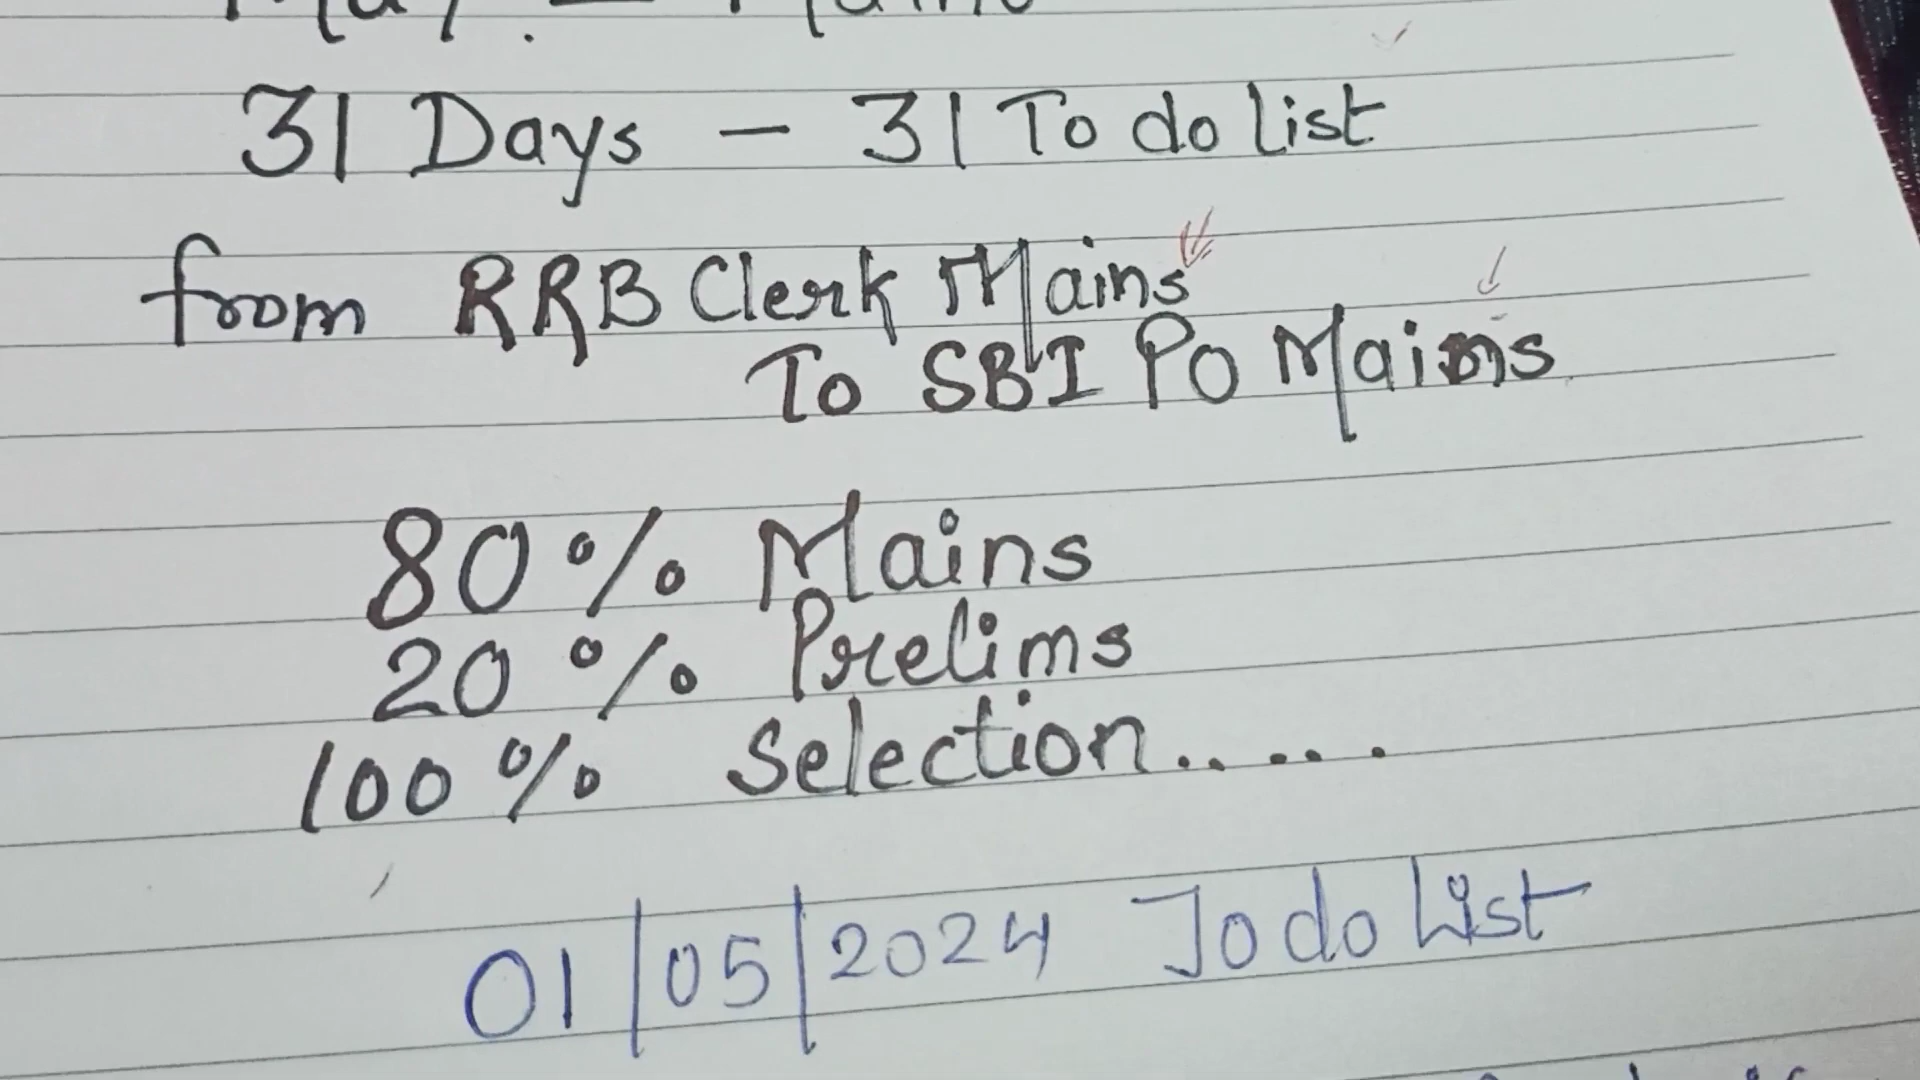 31 Days - 31 To do list
from RRB Clerk Mains
To SBI PO Mains
80% Mains
20% Prelims
100% Selection......
01/05/2024 To do List